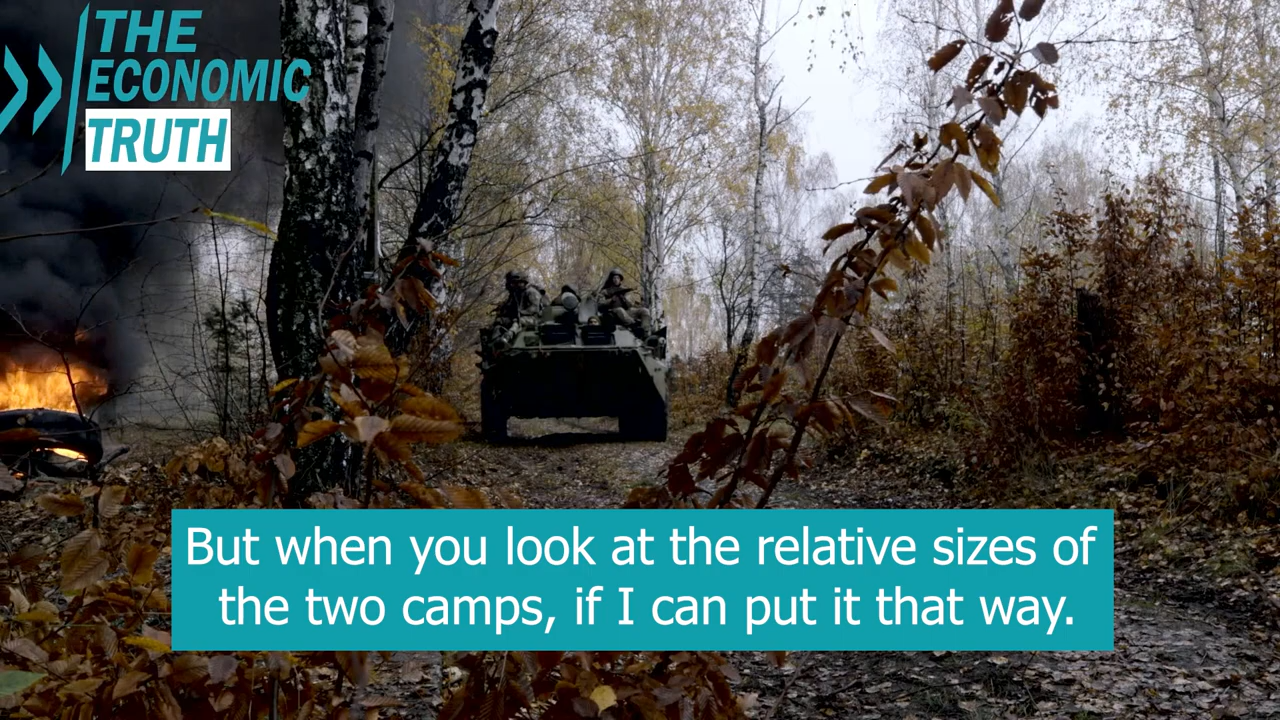 THE
ECONOMIC
TRUTH
But when you look at the relative sizes of
the two camps, if I can put it that way.